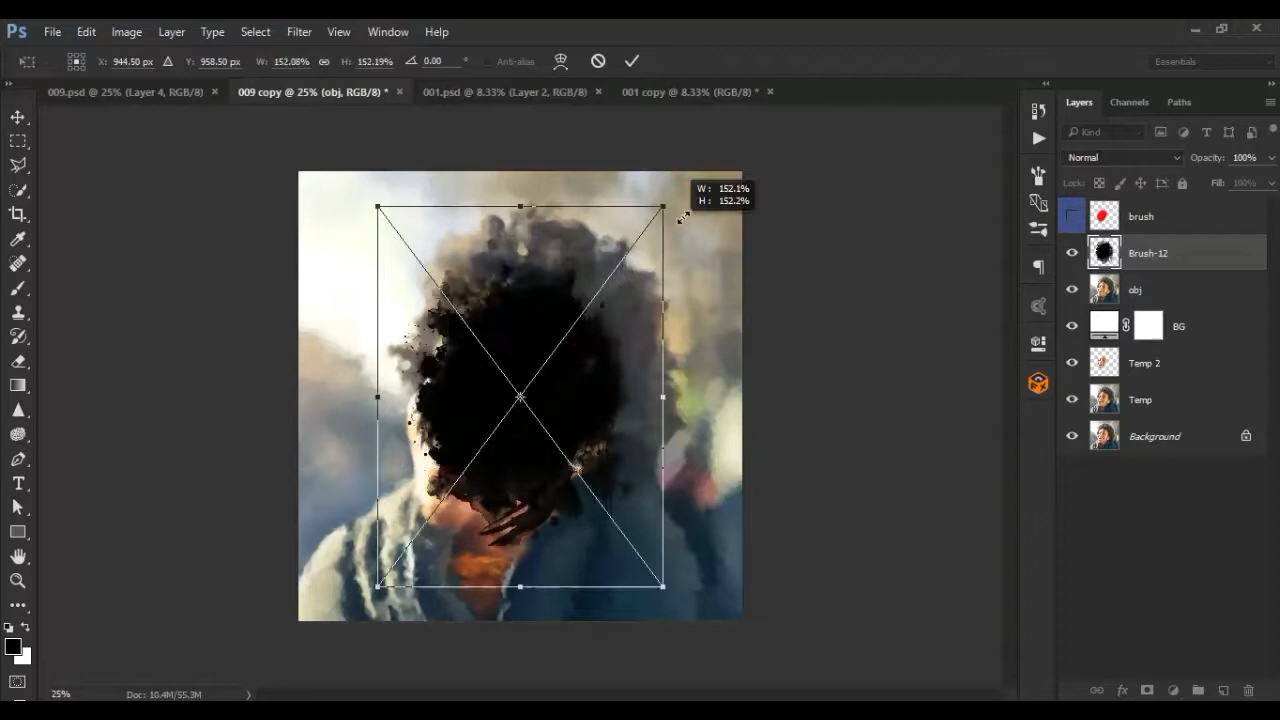 Ps File Edit Image Layer Type Select Filter View Window Help
X: 944.50 px Y: 958.50 px W: 152.08% H: 152.19% 0.00 ° Anti-alias Essentials
009.psd @ 25% (Layer 4, RGB/8) × 009 copy @ 25% (obj, RGB/8) * × 001.psd @ 8.33% (Layer 2, RGB/8) × 001 copy @ 8.33% (RGB/8) * ×
Layers Channels Paths
Kind
Normal Opacity: 100%
Lock: Fill: 100%
W: 152.1%
H: 152.2%
brush
Brush-12
obj
BG
Temp 2
Temp
Background
25% Doc: 10.4M/55.3M